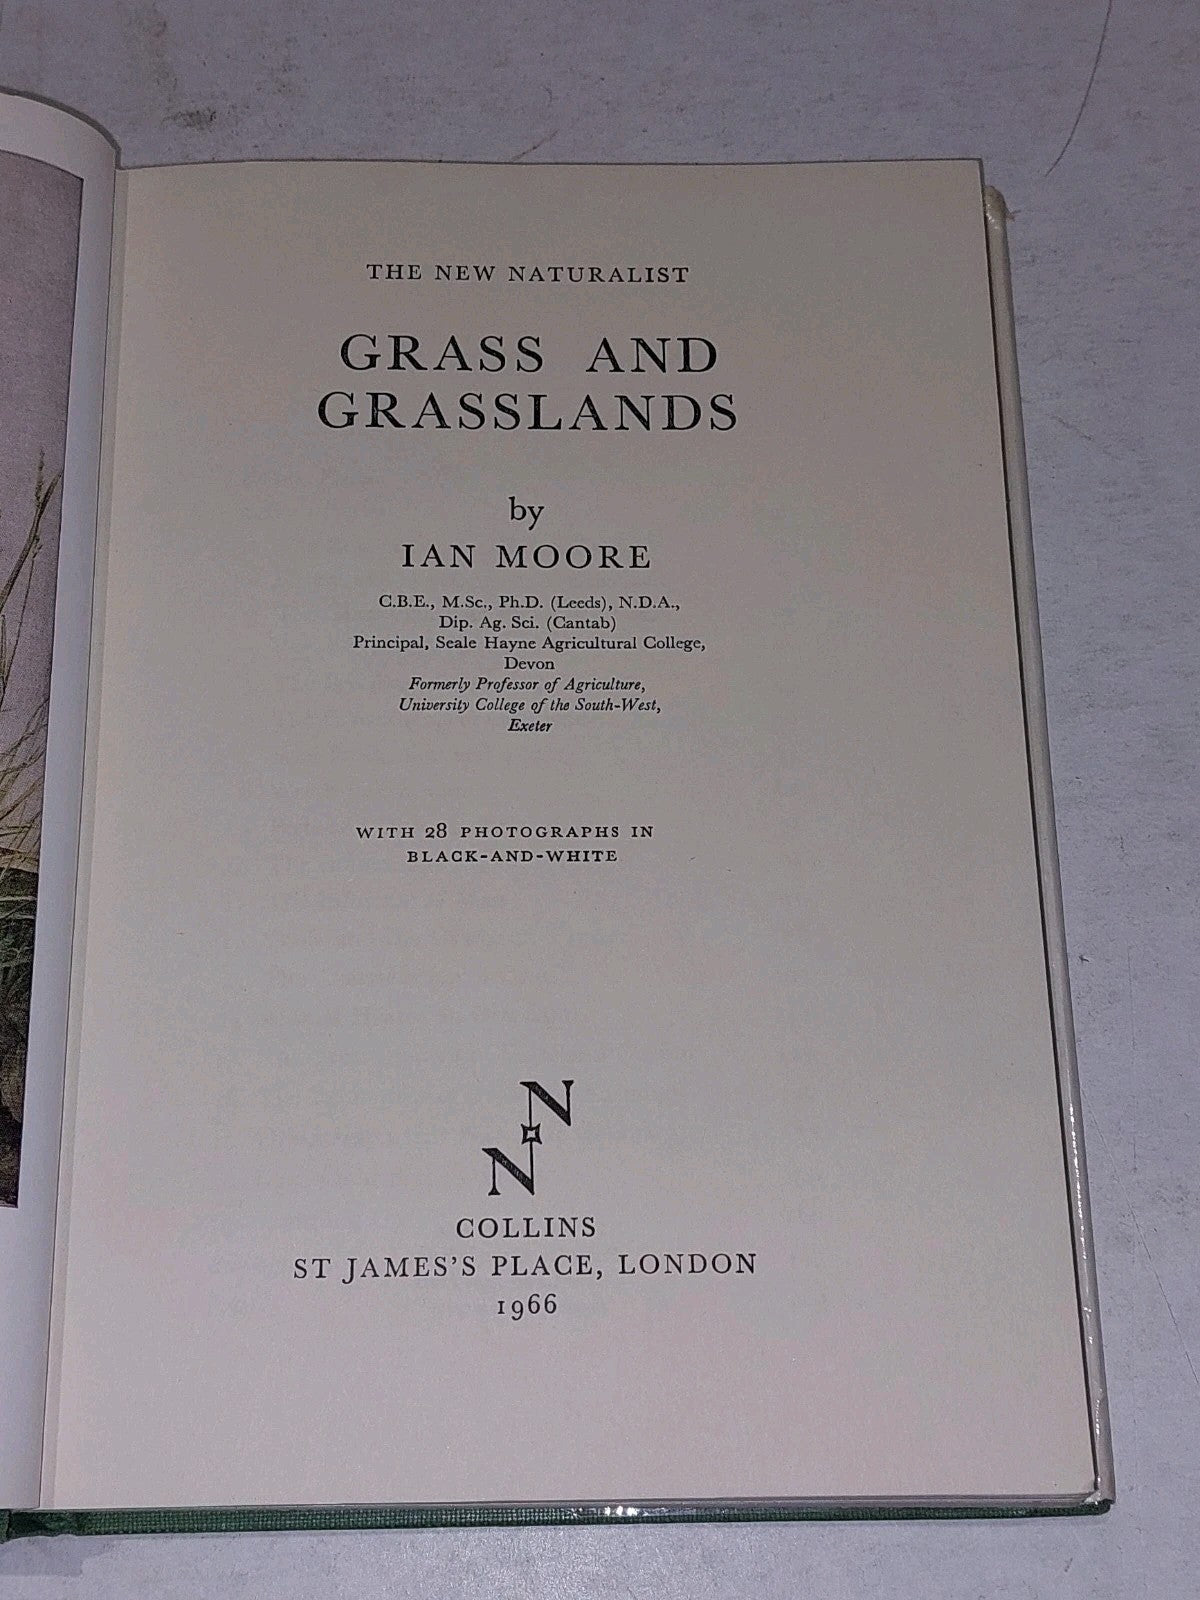 THE NEW NATURALIST
GRASS AND
GRASSLANDS
by
IAN MOORE
C.B.E., M.Sc., Ph.D. (Leeds), N.D.A.,
Dip. Ag. Sci. (Cantab)
Principal, Seale Hayne Agricultural College,
Devon
Formerly Professor of Agriculture,
University College of the South-West,
Exeter
WITH 28 PHOTOGRAPHS IN
BLACK-AND-WHITE
N
N
COLLINS
ST JAMES'S PLACE, LONDON
1966